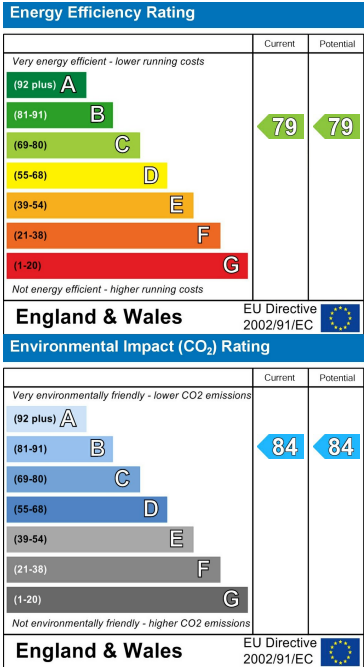 Energy Efficiency Rating
Current Potential
Very energy efficient - lower running costs
(92 plus) A
(81-91) B
79 79
(69-80) C
(55-68) D
(39-54) E
(21-38) F
(1-20) G
Not energy efficient - higher running costs
England & Wales
EU Directive
2002/91/EC
Environmental Impact (CO2) Rating
Current Potential
Very environmentally friendly - lower CO2 emissions
(92 plus) A
(81-91) B
84 84
(69-80) C
(55-68) D
(39-54) E
(21-38) F
(1-20) G
Not environmentally friendly - higher CO2 emissions
England & Wales
EU Directive
2002/91/EC